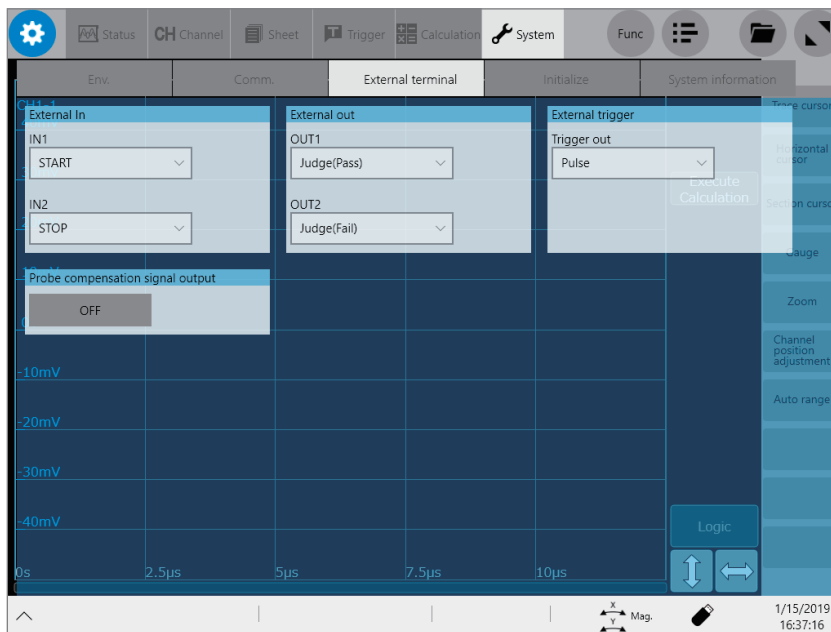 Status
CH Channel
Sheet
Trigger
Calculation
System
Func
Env.
Comm.
External terminal
Initialize
System information
CH1-1
External In
IN1
START
IN2
STOP
External out
OUT1
Judge(Pass)
OUT2
Judge(Fail)
External trigger
Trigger out
Pulse
Execute
Calculation
Probe compensation signal output
OFF
-10mV
-20mV
-30mV
-40mV
0s
2.5µs
5µs
7.5µs
10µs
Trace cursor
Horizontal
cursor
Section curso
Gauge
Zoom
Channel
position
adjustment
Auto range
Logic
X
Y
Mag.
1/15/2019
16:37:16